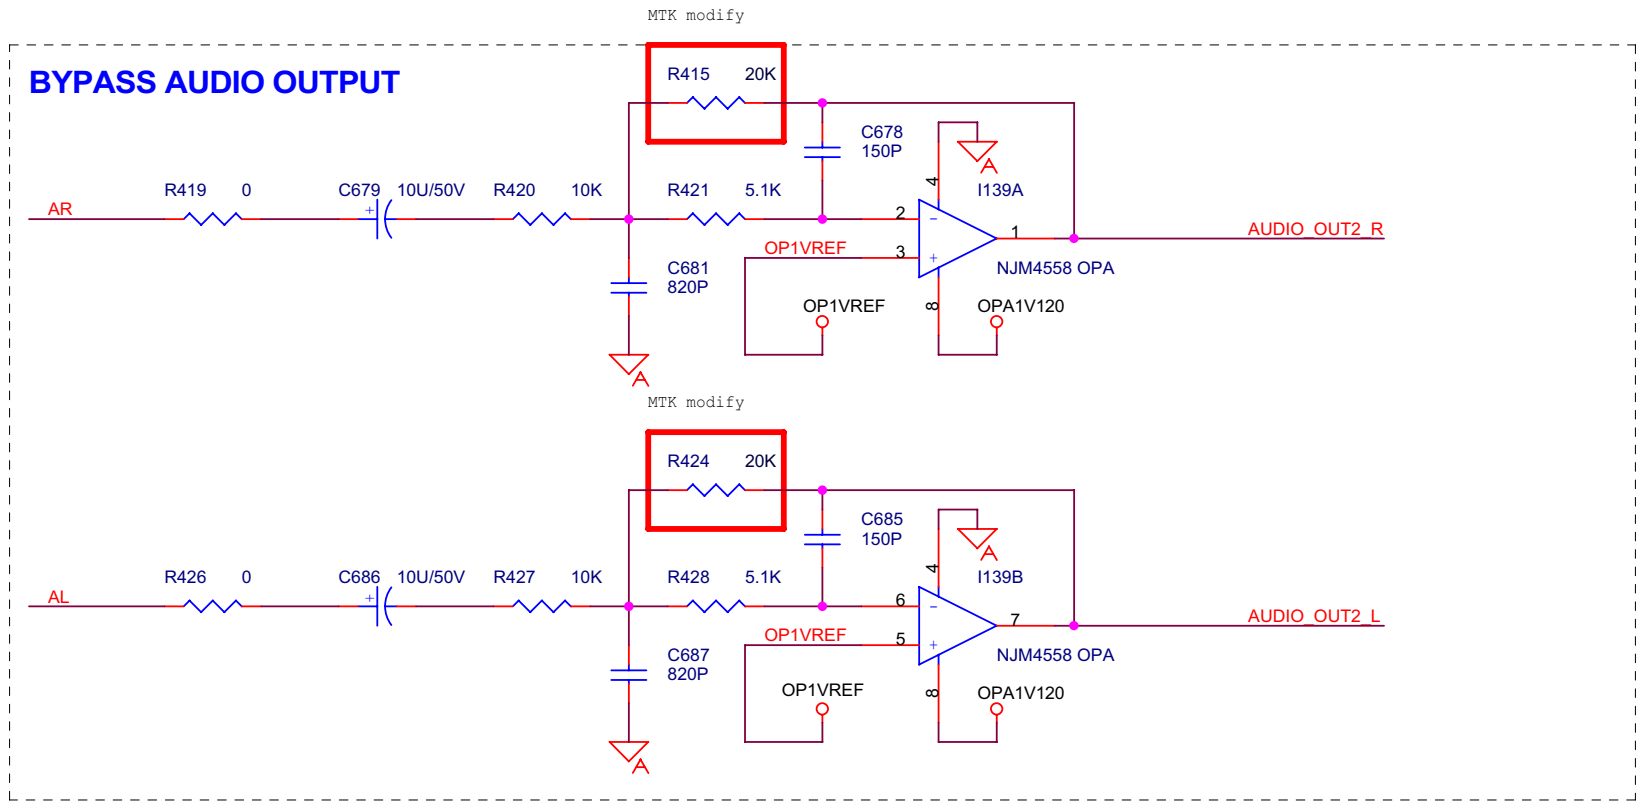 MTK modify
BYPASS AUDIO OUTPUT
R415 20K
C678
150P
A
4
I139A
R419 0
C679 10U/50V
R420 10K
R421 5.1K
+
AR
2 −
1
AUDIO_OUT2_R
OP1VREF
3 +
NJM4558 OPA
C681
820P
OP1VREF
8
OPA1V120
A
MTK modify
R424 20K
C685
150P
A
4
I139B
R426 0
C686 10U/50V
R427 10K
R428 5.1K
+
AL
6 −
7
AUDIO_OUT2_L
OP1VREF
5 +
NJM4558 OPA
C687
820P
OP1VREF
8
OPA1V120
A